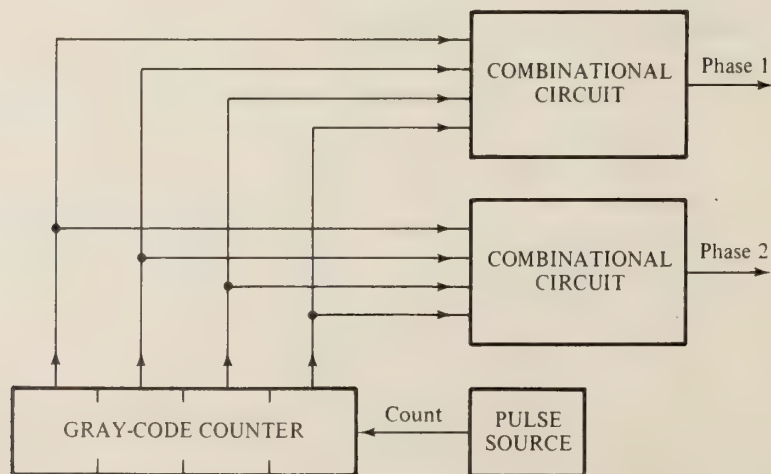 COMBINATIONAL
CIRCUIT
Phase 1
COMBINATIONAL
CIRCUIT
Phase 2
GRAY-CODE COUNTER
Count
PULSE
SOURCE